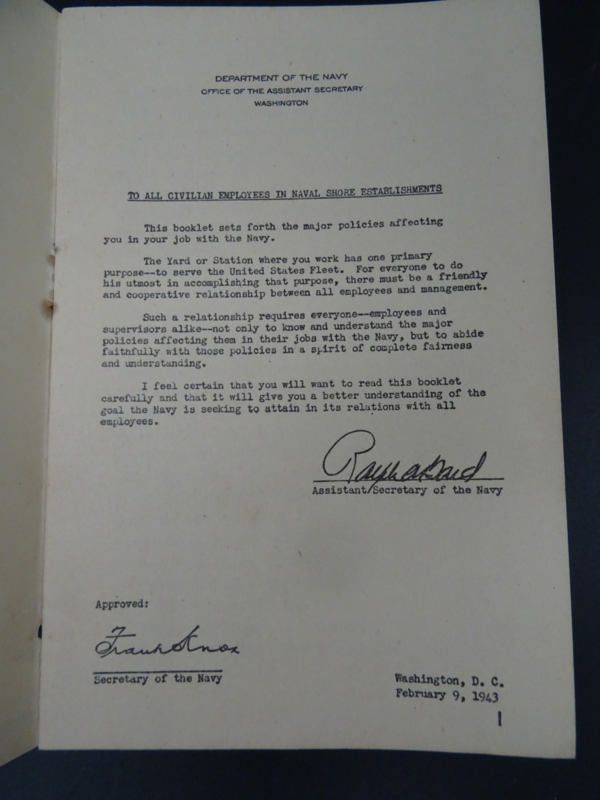 DEPARTMENT OF THE NAVY
OFFICE OF THE ASSISTANT SECRETARY
WASHINGTON
TO ALL CIVILIAN EMPLOYEES IN NAVAL SHORE ESTABLISHMENTS
This booklet sets forth the major policies affecting
you in your job with the Navy.
The Yard or Station where you work has one primary
purpose--to serve the United States Fleet. For everyone to do
his utmost in accomplishing that purpose, there must be a friendly
and cooperative relationship between all employees and management.
Such a relationship requires everyone--employees and
supervisors alike--not only to know and understand the major
policies affecting them in their jobs with the Navy, but to abide
faithfully with those policies in a spirit of complete fairness
and understanding.
I feel certain that you will want to read this booklet
carefully and that it will give you a better understanding of the
goal the Navy is seeking to attain in its relations with all
employees.
Ralph A Bard
Assistant Secretary of the Navy
Approved:
Frank Knox
Secretary of the Navy
Washington, D. C.
February 9, 1943
1